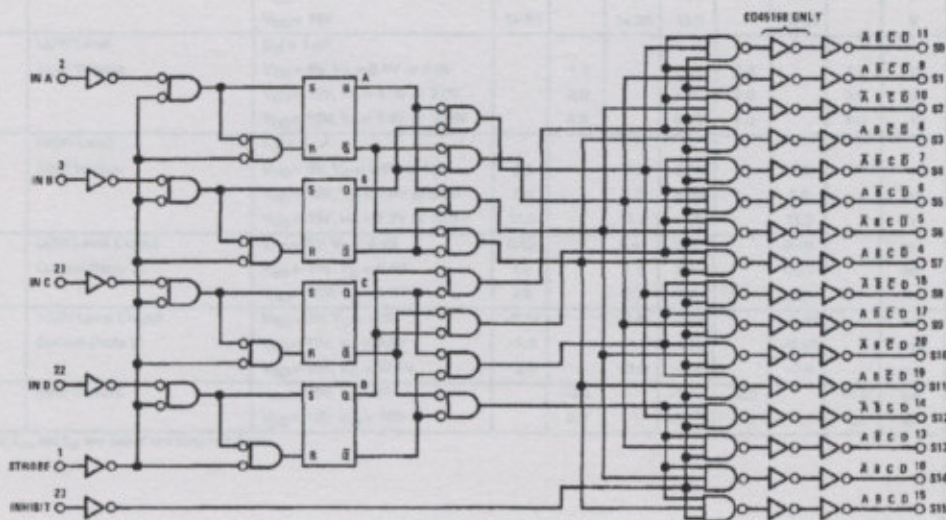 CD4515B ONLY
IN A 2
IN B 3
IN C 21
IN D 22
STROBE 1
INHIBIT 23
A
S Q
R Q̅
B
S Q
R Q̅
C
S Q
R Q̅
D
S Q
R Q̅
A̅ B̅ C̅ D̅ 11 S0
A B̅ C̅ D̅ 9 S1
A̅ B C̅ D̅ 10 S2
A B C̅ D̅ 8 S3
A̅ B̅ C D̅ 7 S4
A B̅ C D̅ 6 S5
A̅ B C D̅ 5 S6
A B C D̅ 4 S7
A̅ B̅ C̅ D 18 S8
A B̅ C̅ D 17 S9
A̅ B C̅ D 20 S10
A B C̅ D 19 S11
A̅ B̅ C D 14 S12
A B̅ C D 13 S13
A̅ B C D 16 S14
A B C D 15 S15